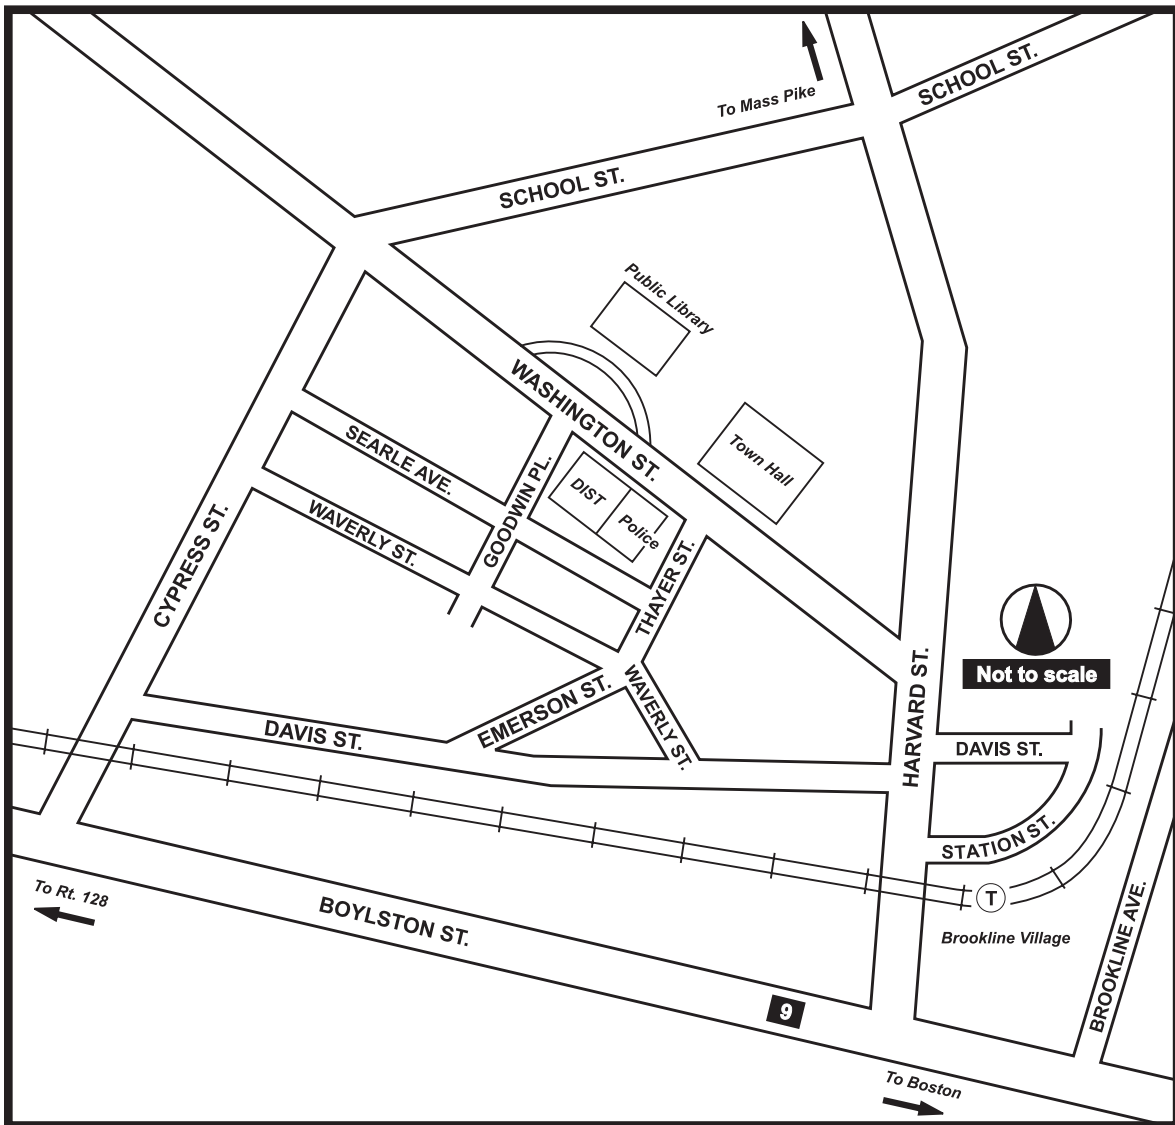 To Mass Pike
SCHOOL ST.
SCHOOL ST.
Public Library
WASHINGTON ST.
Town Hall
SEARLE AVE.
GOODWIN PL.
DIST
Police
WAVERLY ST.
THAYER ST.
CYPRESS ST.
Not to scale
HARVARD ST.
EMERSON ST.
WAVERLY ST.
DAVIS ST.
DAVIS ST.
STATION ST.
T
Brookline Village
BROOKLINE AVE.
To Rt. 128
BOYLSTON ST.
9
To Boston